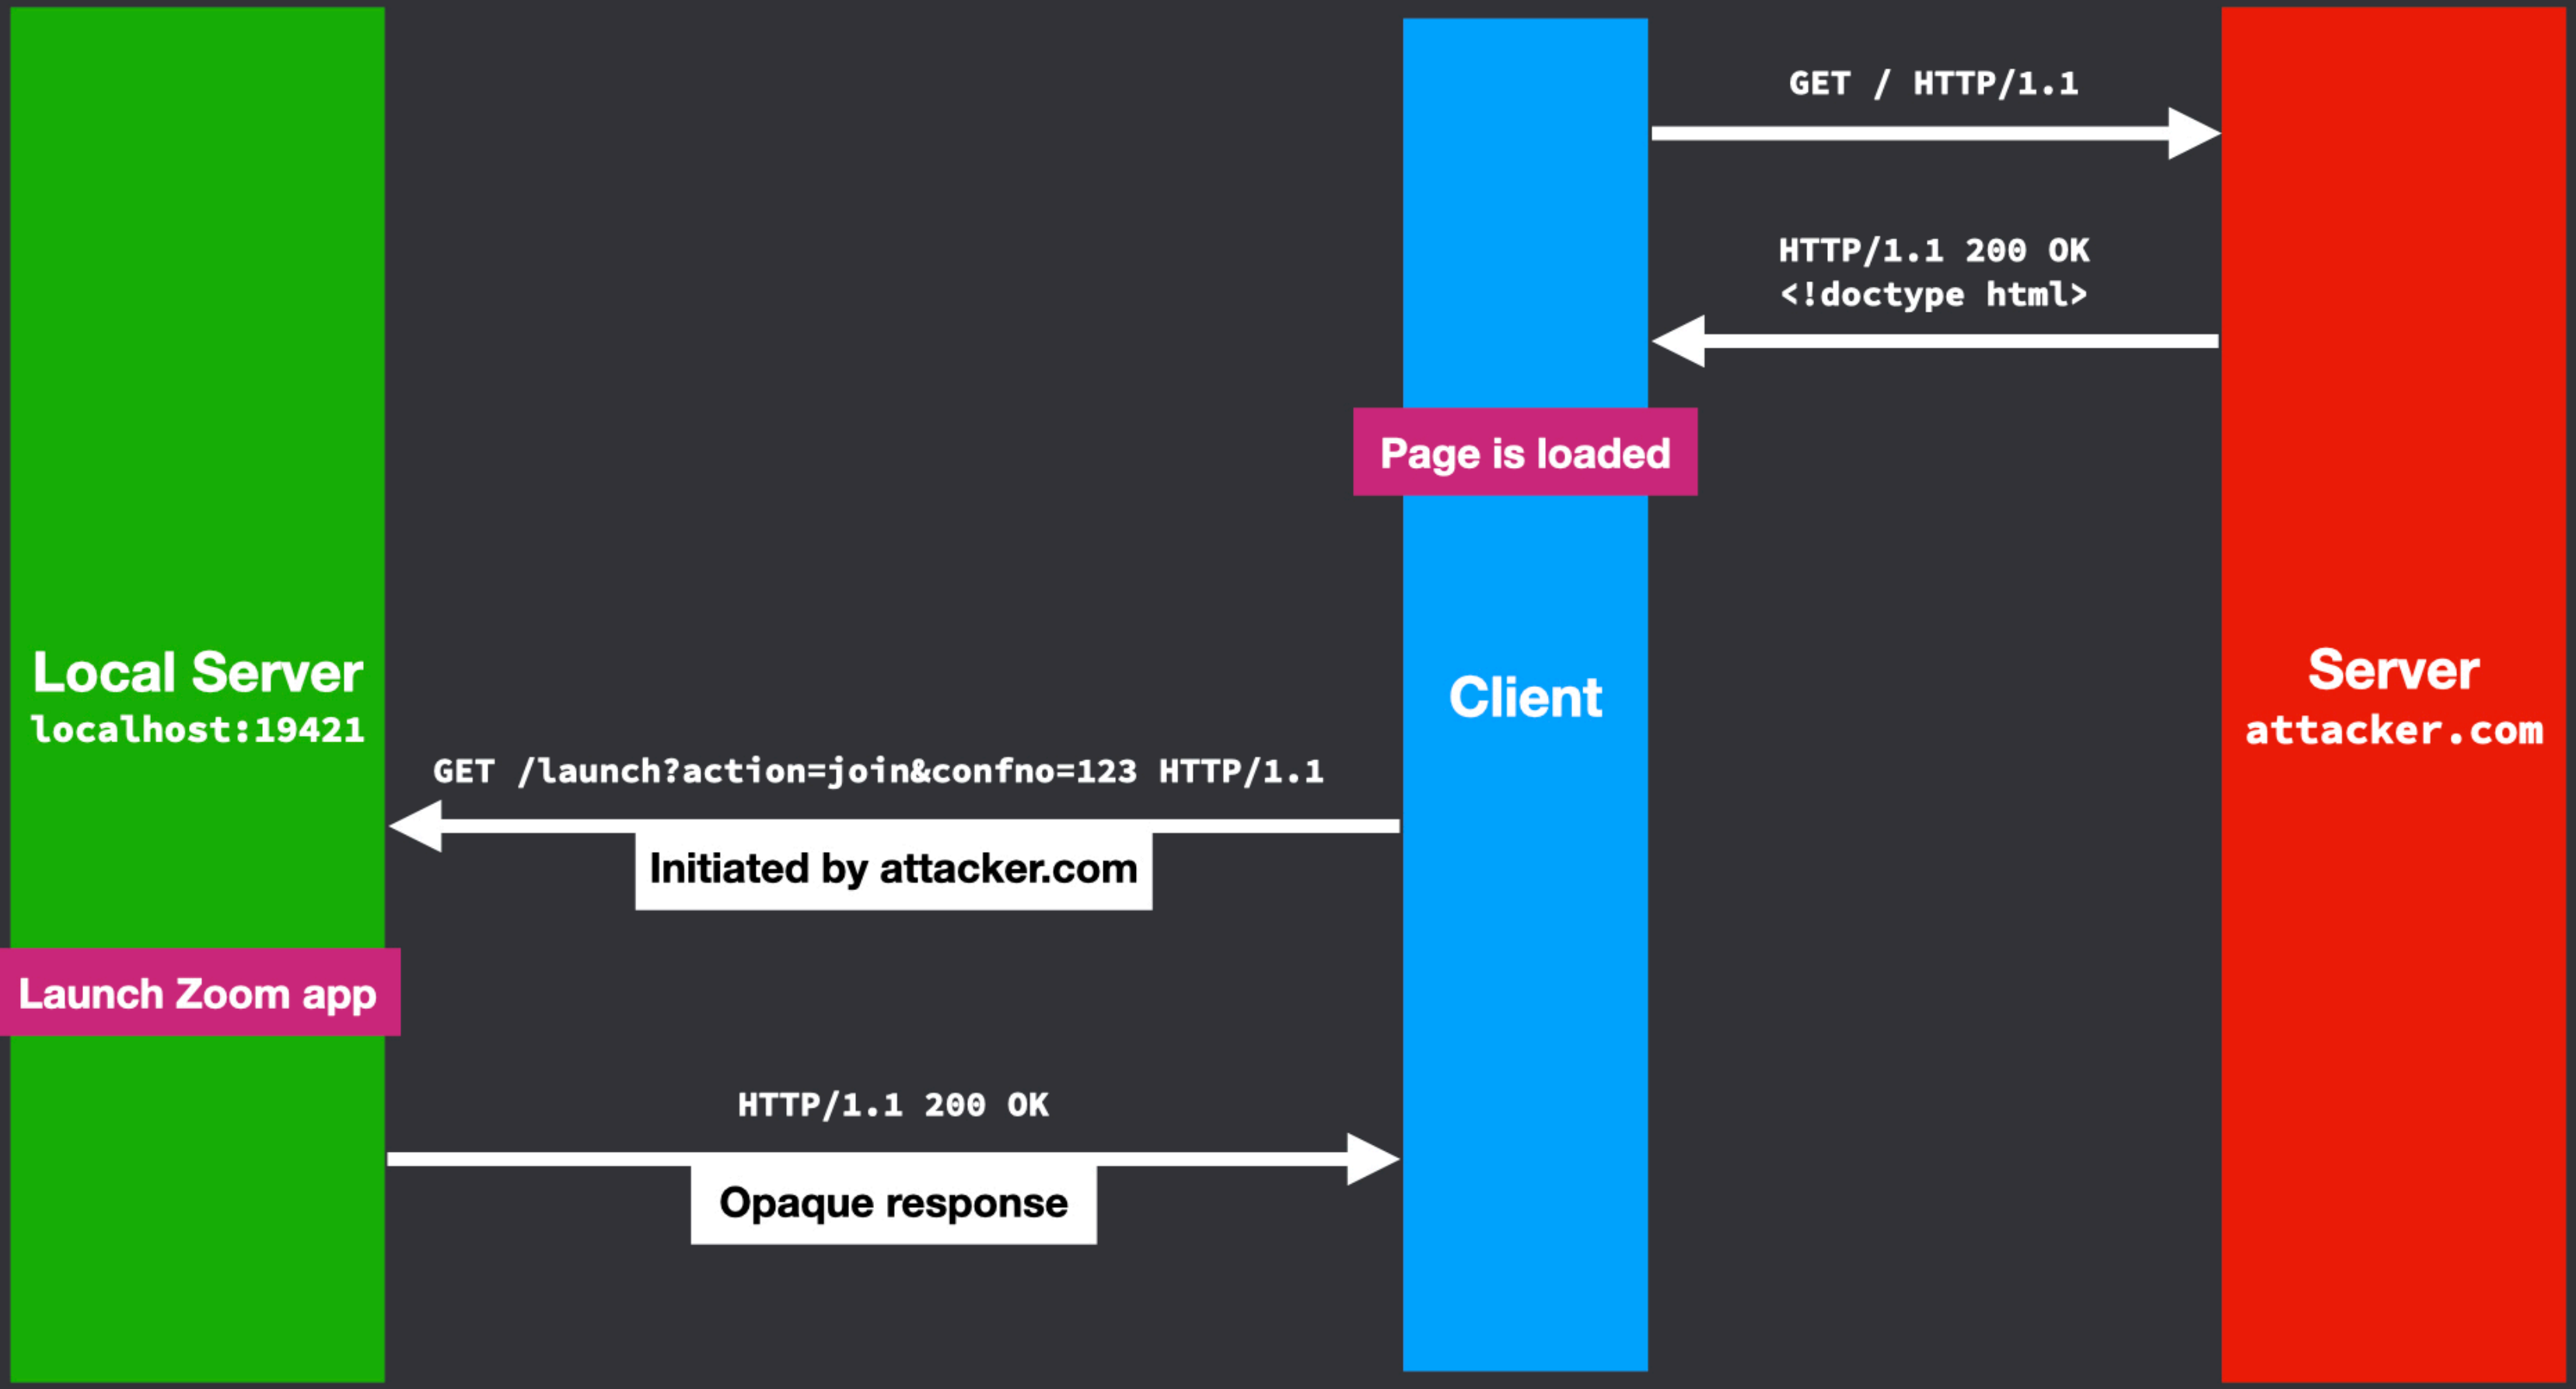 GET / HTTP/1.1
HTTP/1.1 200 OK
<!doctype html>
Page is loaded
Local Server
localhost:19421
Client
Server
attacker.com
GET /launch?action=join&confno=123 HTTP/1.1
Initiated by attacker.com
Launch Zoom app
HTTP/1.1 200 OK
Opaque response